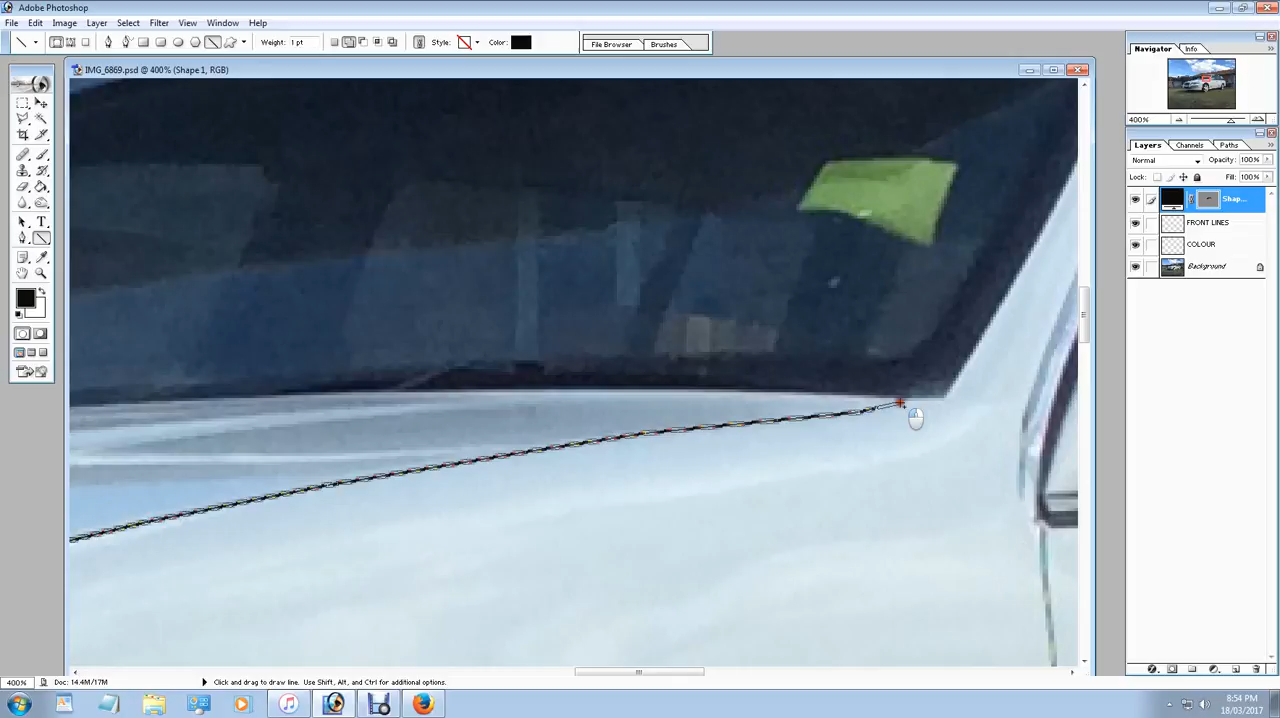 Adobe Photoshop
File Edit Image Layer Select Filter View Window Help
Weight: 1 pt Style: Color: File Browser Brushes
IMG_6869.psd @ 400% (Shape 1, RGB)
Navigator Info
400%
Layers Channels Paths
Normal Opacity: 100%
Lock: Fill: 100%
Shap...
FRONT LINES
COLOUR
Background
400% Doc: 14.4M/17M Click and drag to draw line. Use Shift, Alt, and Ctrl for additional options.
8:54 PM
18/03/2017